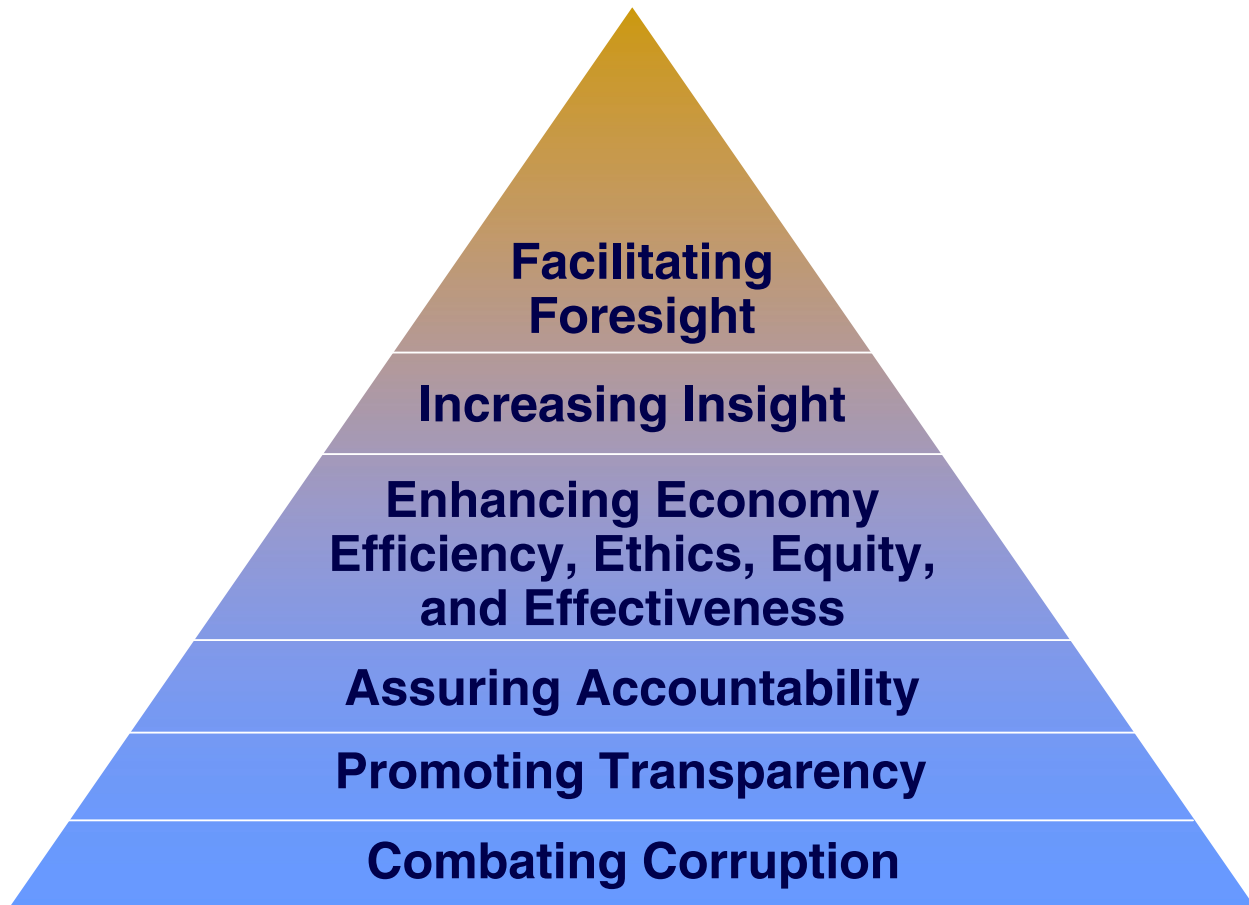 Facilitating
Foresight
Increasing Insight
Enhancing Economy
Efficiency, Ethics, Equity,
and Effectiveness
Assuring Accountability
Promoting Transparency
Combating Corruption